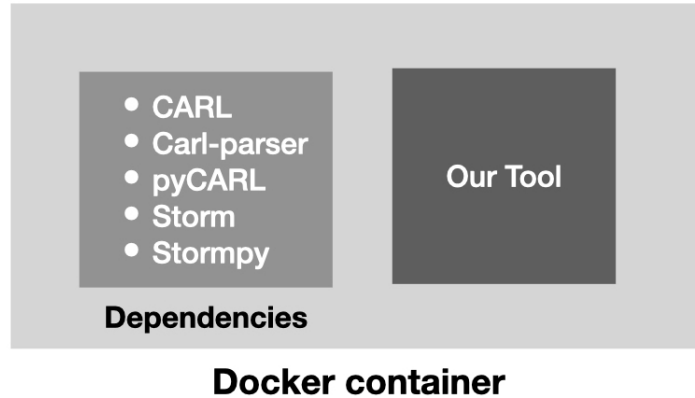 • CARL
• Carl-parser
• pyCARL
• Storm
• Stormpy
Our Tool
Dependencies
Docker container